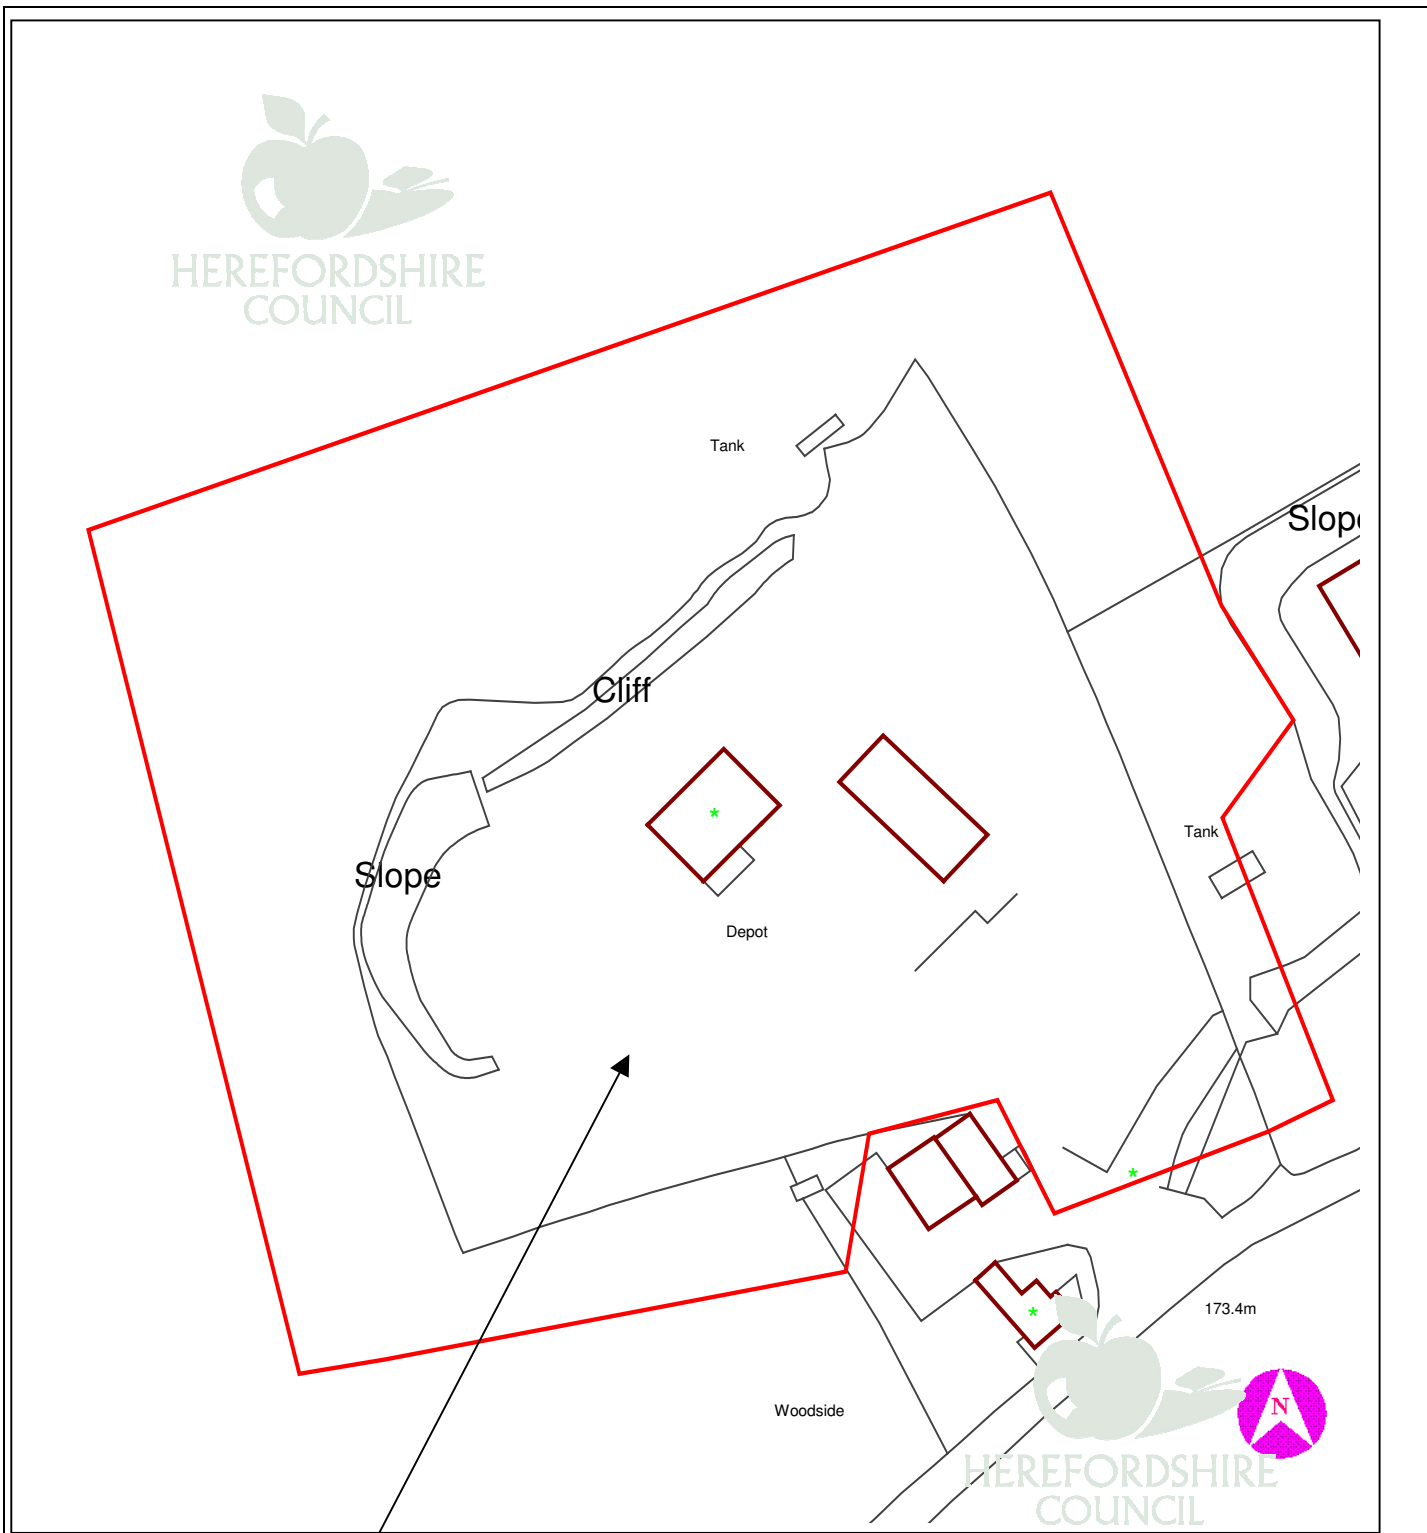 HEREFORDSHIRE
COUNCIL
Tank
Slope
Cliff
Tank
Slope
Depot
173.4m
Woodside
N
HEREFORDSHIRE
COUNCIL